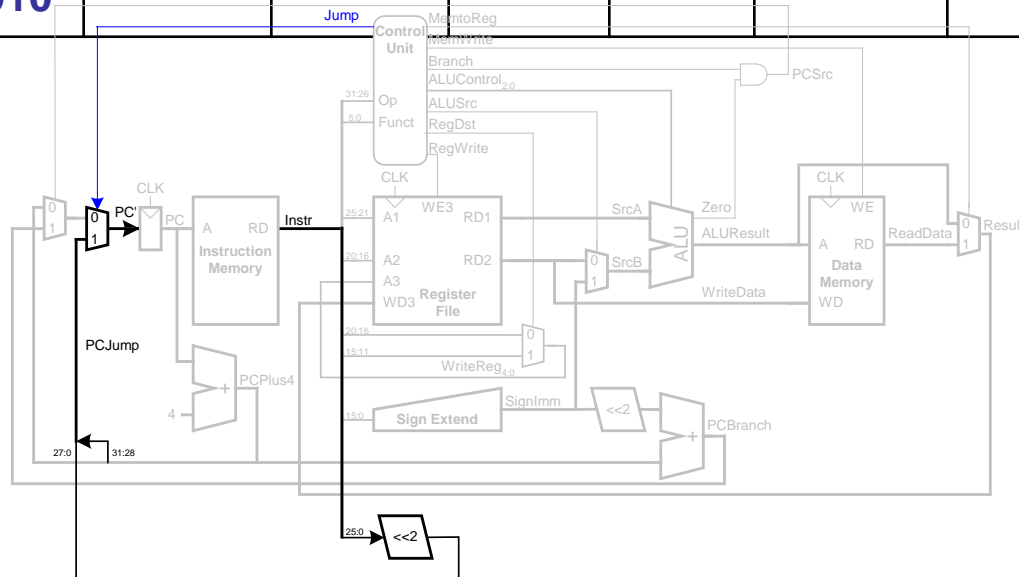 Jump
MemtoReg
Control
Unit
MemWrite
Branch
ALUControl2:0
PCSrc
31:26
Op
ALUSrc
5:0
Funct
RegDst
RegWrite
CLK
CLK
CLK
0
1
0
1
PC'
PC
A
RD
Instruction
Memory
Instr
25:21
A1
WE3
RD1
SrcA
Zero
WE
20:16
A2
RD2
0
1
SrcB
ALU
ALUResult
A
RD
ReadData
0
1
A3
Data
Memory
WD3
Register
File
WriteData
WD
20:16
0
15:11
1
PCJump
WriteReg4:0
+
PCPlus4
4
SignImm
<<2
15:0
Sign Extend
PCBranch
+
27:0
31:28
25:0
<<2